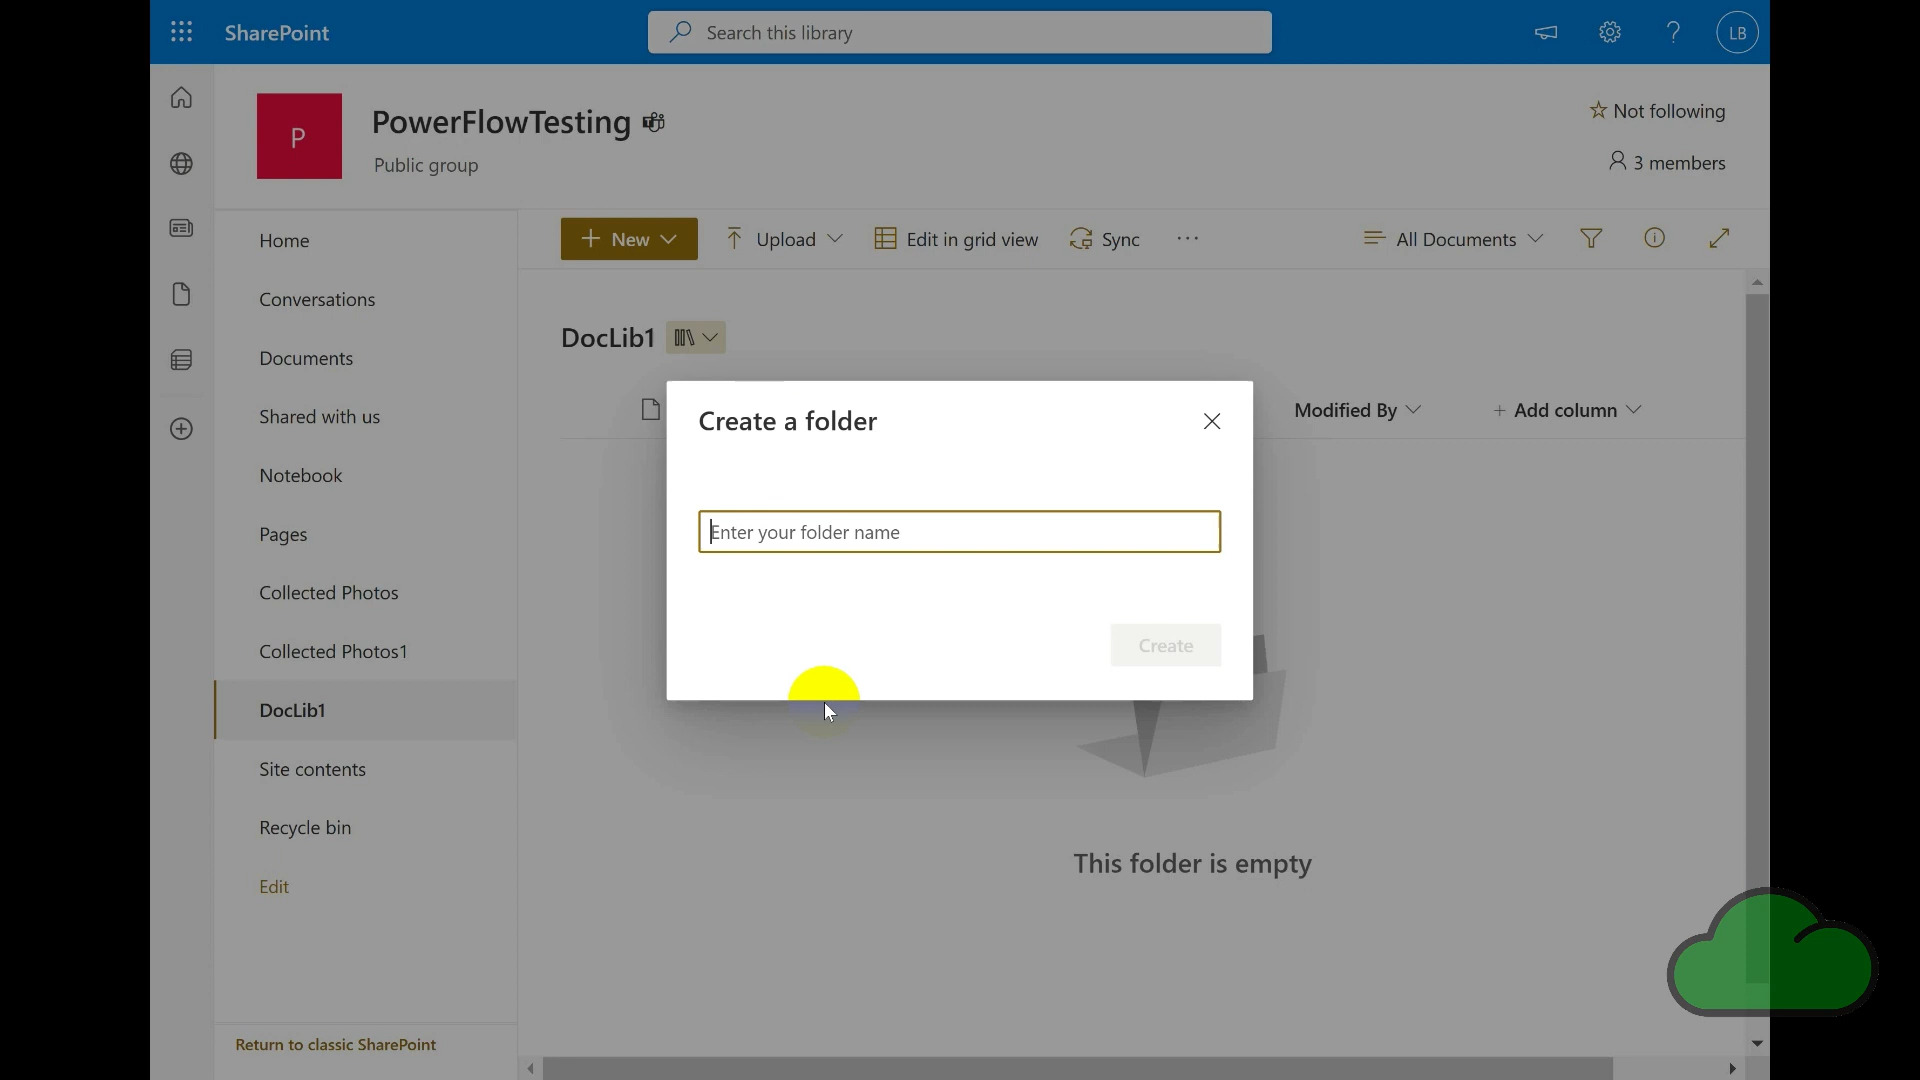 SharePoint
Search this library
LB
P
PowerFlowTesting
Public group
Not following
3 members
Home
Conversations
Documents
Shared with us
Notebook
Pages
Collected Photos
Collected Photos1
DocLib1
Site contents
Recycle bin
Edit
Return to classic SharePoint
New
Upload
Edit in grid view
Sync
All Documents
DocLib1
Modified By
Add column
Create a folder
Enter your folder name
Create
This folder is empty